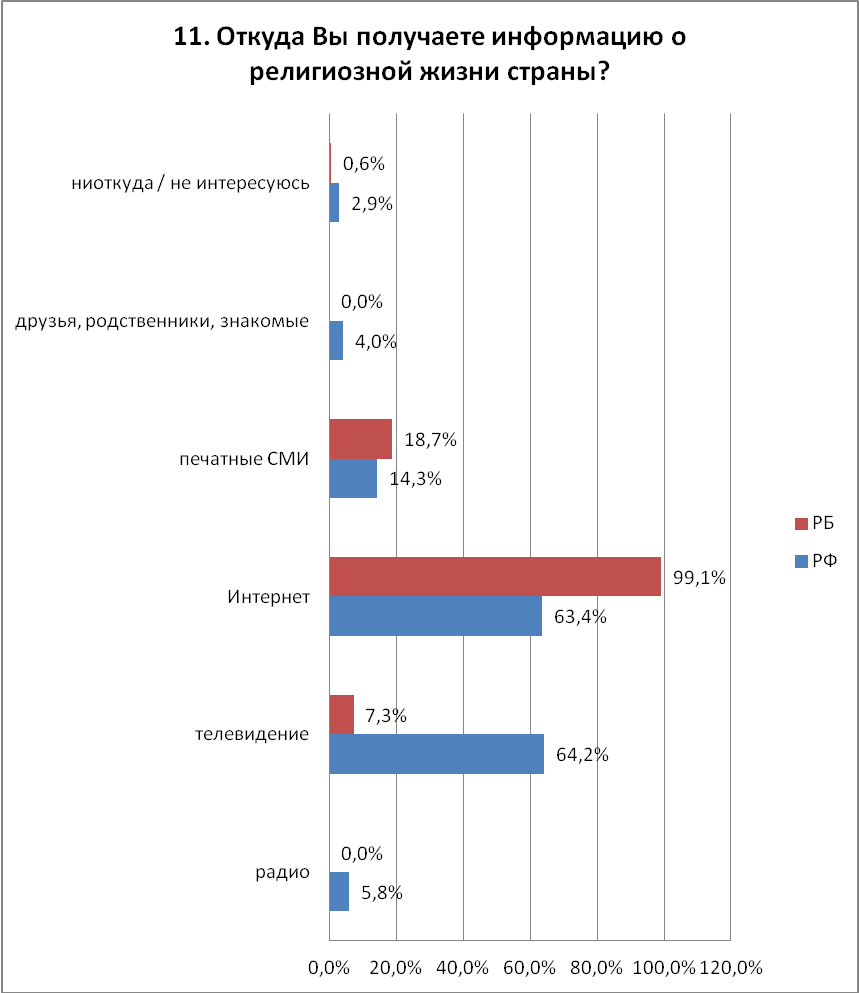 11. Откуда Вы получаете информацию о
религиозной жизни страны?
0,6%
ниоткуда / не интересуюсь
2,9%
0,0%
друзья, родственники, знакомые
4,0%
18,7%
печатные СМИ
14,3%
РБ
99,1%
Интернет
РФ
63,4%
7,3%
телевидение
64,2%
0,0%
радио
5,8%
0,0% 20,0% 40,0% 60,0% 80,0% 100,0% 120,0%